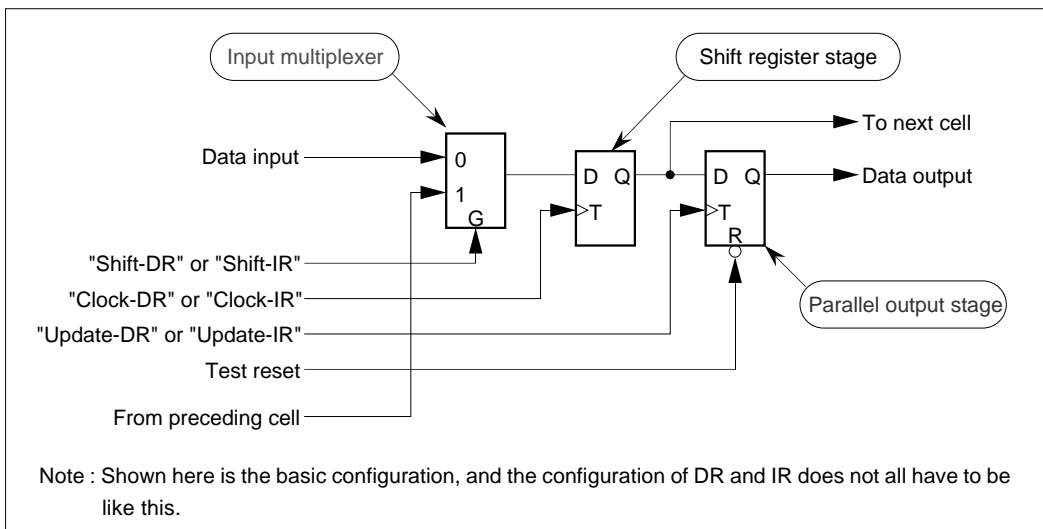 Input multiplexer
Shift register stage
To next cell
Data input
0
1
G
D Q
T
D Q
T
R
Data output
"Shift-DR" or "Shift-IR"
"Clock-DR" or "Clock-IR"
"Update-DR" or "Update-IR"
Parallel output stage
Test reset
From preceding cell
Note : Shown here is the basic configuration, and the configuration of DR and IR does not all have to be
like this.